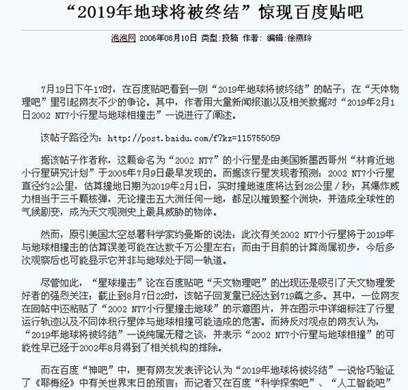 “2019年地球将被终结”惊现百度贴吧
泡泡网 2006年08月10日 类型:投稿 作者: 编辑:徐燕玲
7月19日下午17时，在百度贴吧看到一则“2019年地球将被终结”的帖子；在“天体物
理吧”里引起网友不少的争论。其中，作者用大量新闻报道以及相关数据对“2019年2月1
日2002 NT7小行星与地球相撞击”一说进行了阐述。
该帖子路径为：http://post.baidu.com/f?kz=115755059
据该帖子作者称，这颗命名为“2002 NT7”的小行星是由美国新墨西哥州“林肯近地
小行星研究计划”于2005年7月9日最早发现的。而据该行星发现者预测：2002 NT7小行星
直径约2公里，估算撞地日期为2019年2月1日，实时撞地速度将达到28公里／秒；其爆炸威
力相当于三千颗核弹，无论撞击五大洲任何一地，都足以摧毁整个洲块，并造成全球性的
气候剧变，成为天文观测史上最具威胁的物体。
然而，原引美国太空总署科学家约曼斯的说法：此次有关2002 NT7小行星将于2019年
与地球相撞击的估算误差可能在达数千万公里左右；而由于目前的计算尚属初步，今后多
次观察后也可能显示它并非与地球处于同一轨道。
尽管如此，“星球撞击”论在百度贴吧“天文物理吧”的出现还是吸引了天文物理爱
好者的强烈关注；截止到8月7日22时，该帖子回复量已经达到719篇之多。其中，一位网友
在回帖中还粘贴了“2002 NT7小行星撞击地球”的示意图片，并在图示中详细标注了行星
运行轨迹以及不同体积行星体与地球相撞可能造成的危害。而持反对观点的网友认为，
“2019年地球将被终结”一说纯属无稽之谈，并表示“2002 NT7小行星与地球相撞”的可
能性早已经于2002年8月得到了相关机构的排除。
而在百度“神吧”中，更有网友发表评论认为“2019年地球将被终结”一说恰巧验证
了《耶稣经》中有关世界末日的预言；而记者又在百度“科学探索吧”、“人工智能吧”